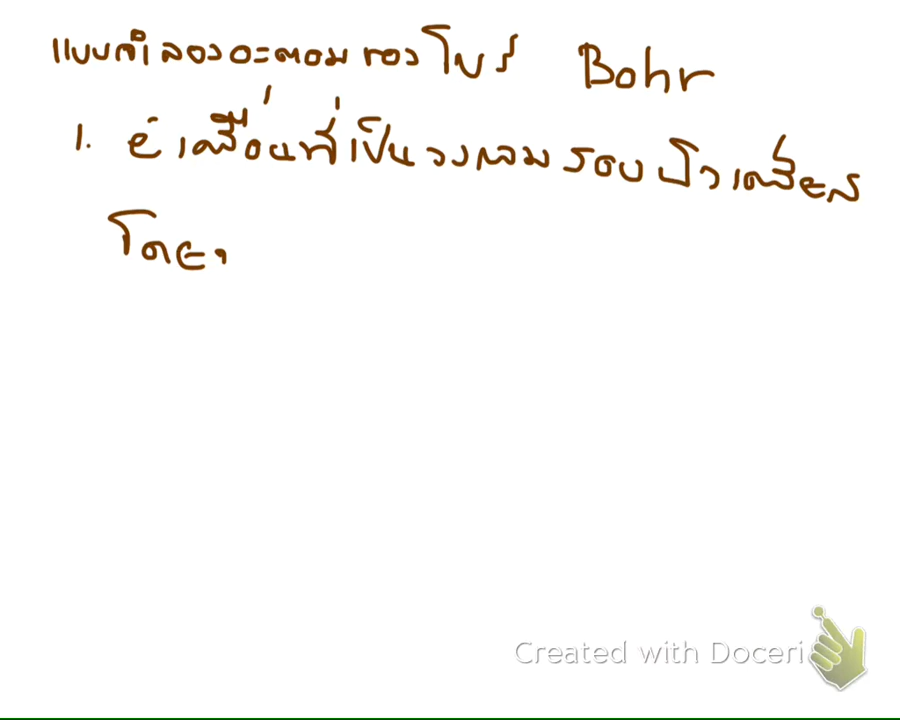 แบบจำลองอะตอมของโบร์ Bohr
1. e⁻ เคลื่อนที่เป็นวงกลมรอบนิวเคลียส
โดย
Created with Doceri